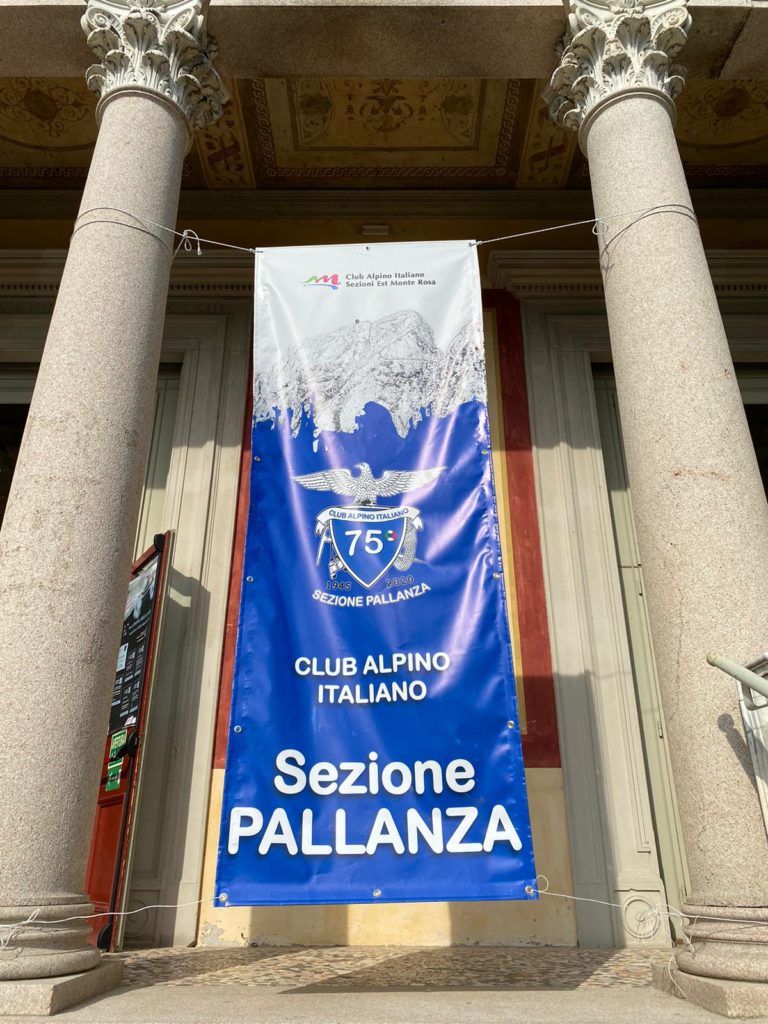 Club Alpino Italiano
Sezioni Est Monte Rosa
CLUB ALPINO ITALIANO
75
1945 2020
SEZIONE PALLANZA
CLUB ALPINO
ITALIANO
Sezione
PALLANZA